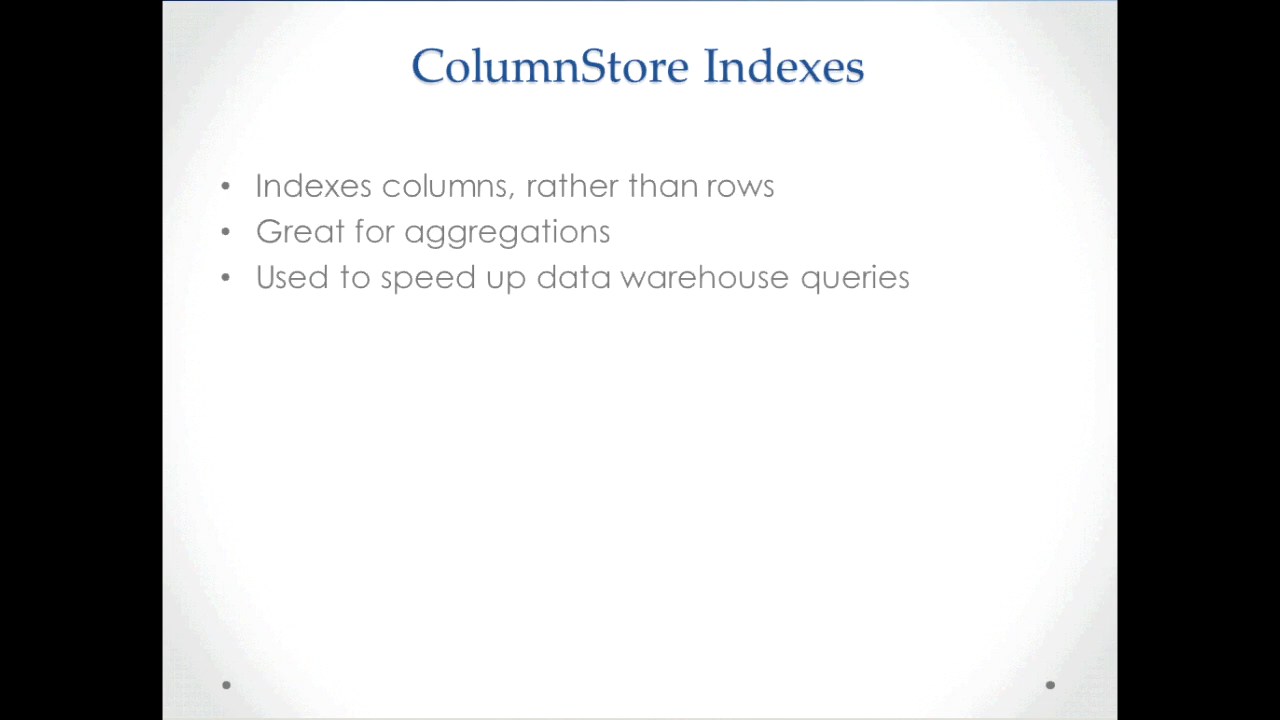 ColumnStore Indexes
• Indexes columns, rather than rows
• Great for aggregations
• Used to speed up data warehouse queries